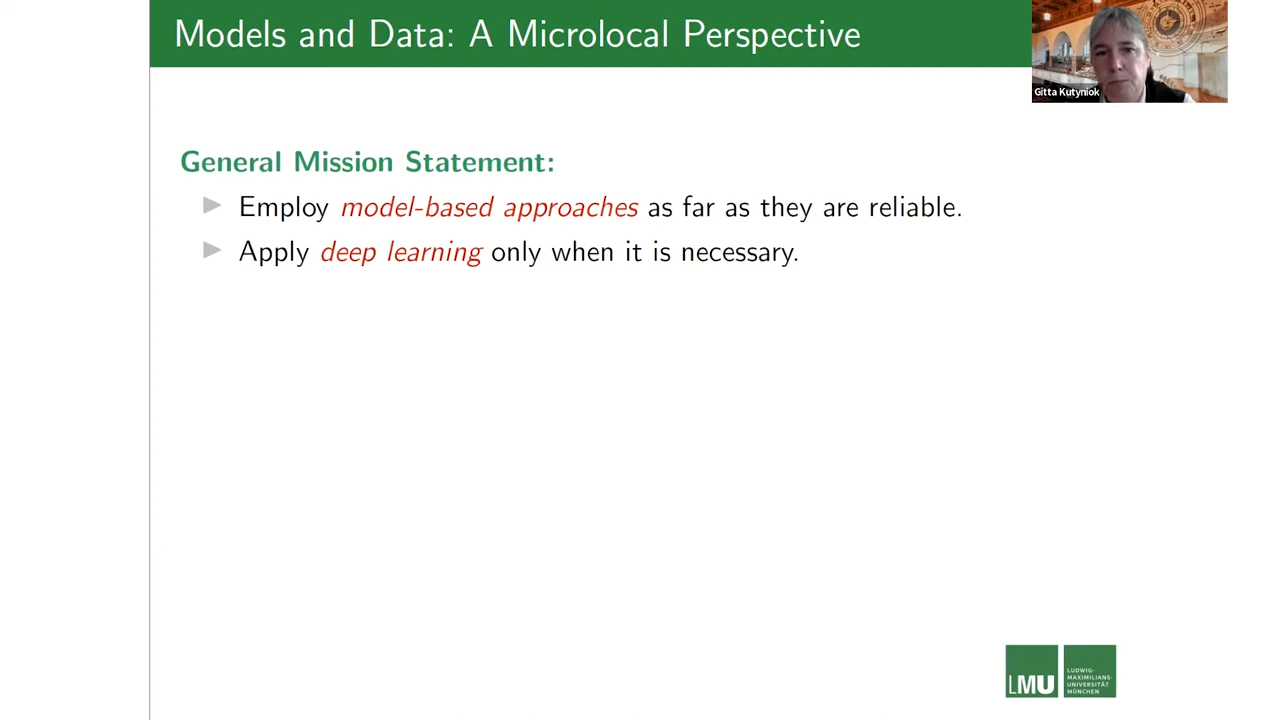 Models and Data: A Microlocal Perspective
Gitta Kutyniok
General Mission Statement:
Employ model-based approaches as far as they are reliable.
Apply deep learning only when it is necessary.
LMU
LUDWIG-
MAXIMILIANS-
UNIVERSITÄT
MÜNCHEN